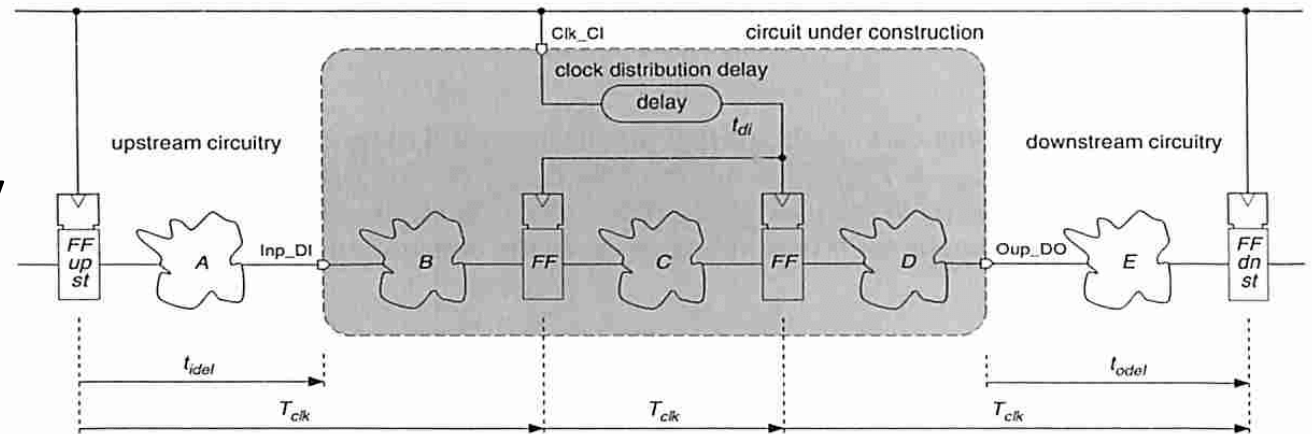 Clk_CI
circuit under construction
clock distribution delay
delay
t_di
upstream circuitry
downstream circuitry
FF up st
A
Inp_DI
B
FF
C
FF
D
Oup_DO
E
FF dn st
t_idel
t_odel
T_clk
T_clk
T_clk